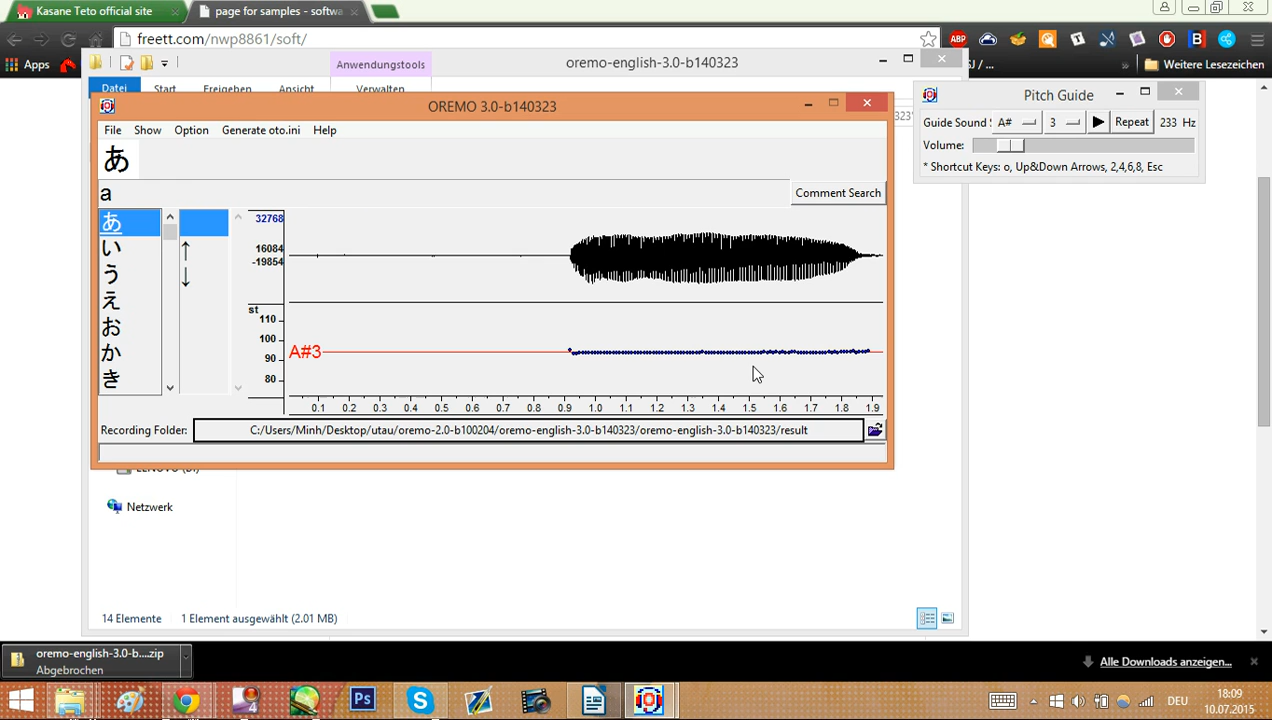 Kasane Teto official site
page for samples - softwa
freett.com/nwp8861/soft/
Apps
Weitere Lesezeichen
Anwendungstools
oremo-english-3.0-b140323
Datei
Start
Freigeben
Ansicht
Verwalten
OREMO 3.0-b140323
File
Show
Option
Generate oto.ini
Help
あ
a
Comment Search
あ
い
う
え
お
か
き
↑
↓
32768
16084
-19854
st
110
100
90
80
A#3
0.1 0.2 0.3 0.4 0.5 0.6 0.7 0.8 0.9 1.0 1.1 1.2 1.3 1.4 1.5 1.6 1.7 1.8 1.9
Recording Folder:
C:/Users/Minh/Desktop/utau/oremo-2.0-b100204/oremo-english-3.0-b140323/oremo-english-3.0-b140323/result
Pitch Guide
Guide Sound
A#
3
Repeat
233 Hz
Volume:
* Shortcut Keys: o, Up&Down Arrows, 2,4,6,8, Esc
Netzwerk
14 Elemente
1 Element ausgewählt (2.01 MB)
oremo-english-3.0-b....zip
Abgebrochen
Alle Downloads anzeigen...
DEU
18:09
10.07.2015